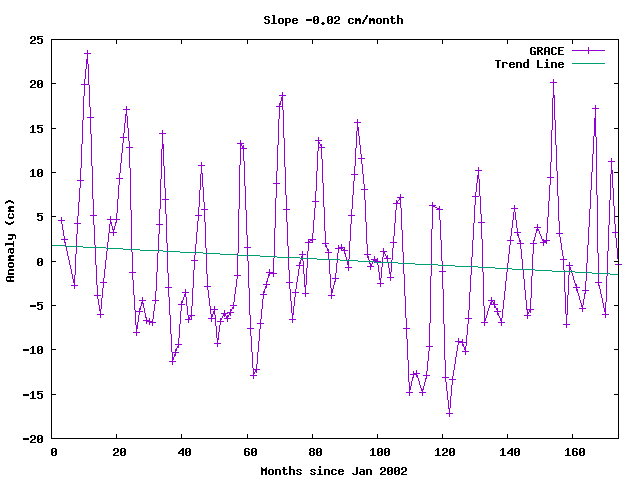 Slope -0.02 cm/month
25
GRACE
Trend Line
20
15
10
5
0
-5
-10
-15
-20
Anomaly (cm)
0 20 40 60 80 100 120 140 160
Months since Jan 2002